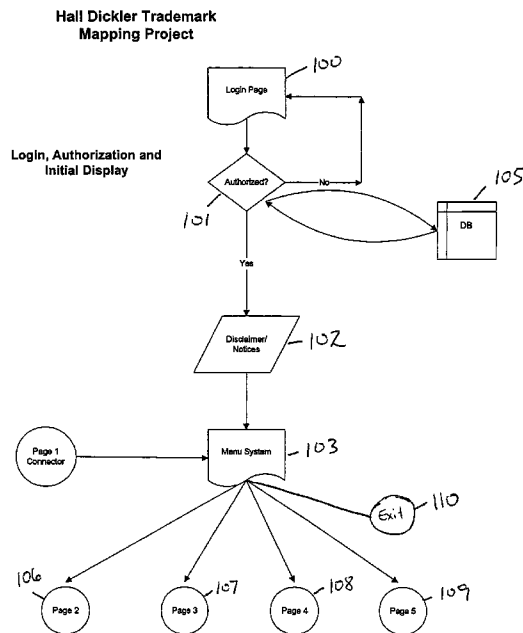 Hall Dickler Trademark
Mapping Project
100
Login Page
Login, Authorization and
Initial Display
Authorized?
No
101
105
DB
Yes
Disclaimer/
Notices
102
Page 1
Connector
Menu System
103
Exit
110
106
Page 2
107
Page 3
108
Page 4
109
Page 5